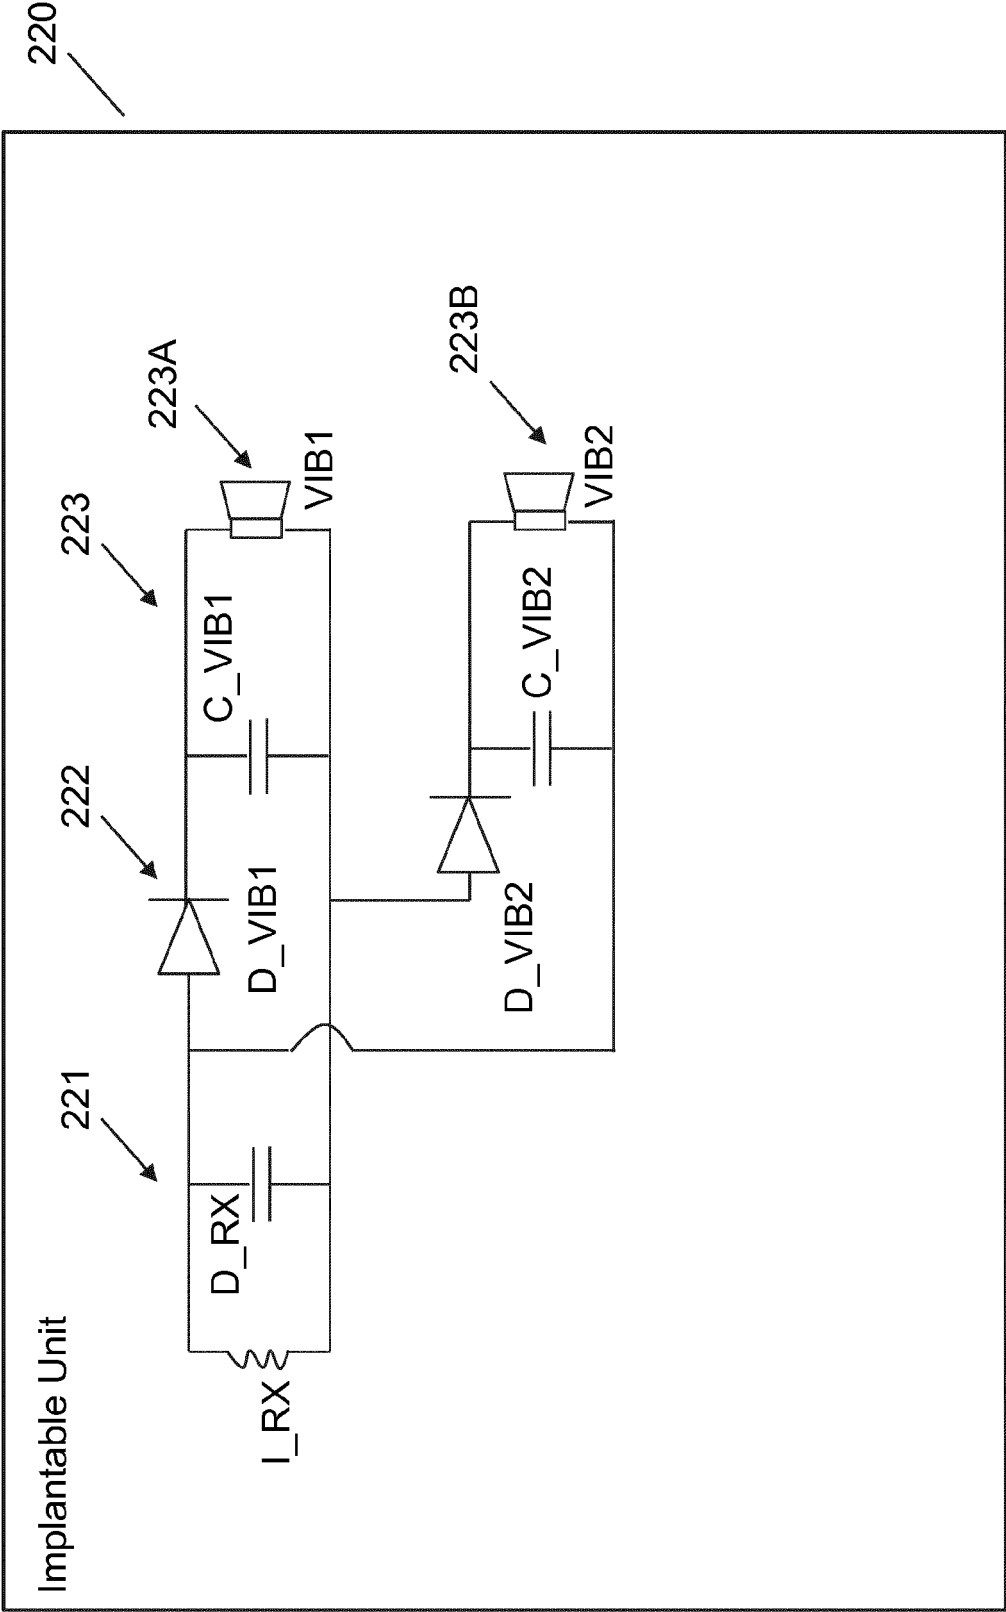 Implantable Unit
220
221
222
223
223A
I_RX
D_RX
D_VIB1
C_VIB1
VIB1
223B
D_VIB2
C_VIB2
VIB2